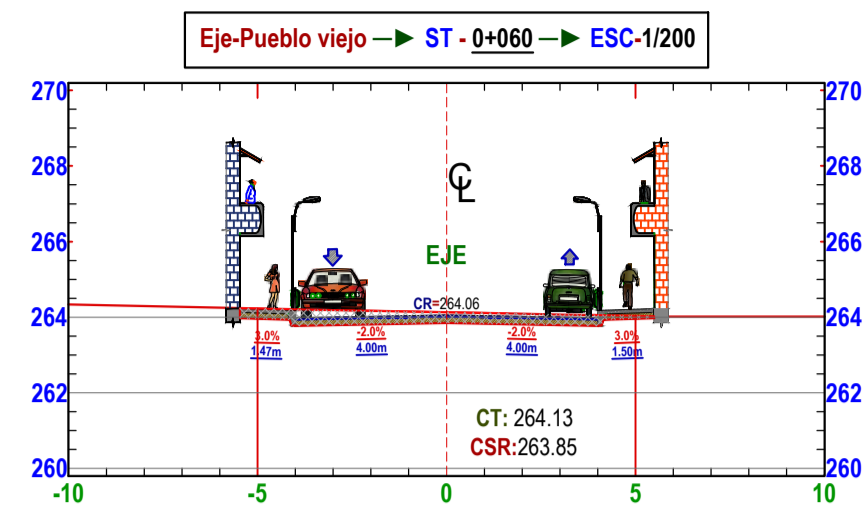 Eje-Pueblo viejo ST - 0+060 ESC-1/200
270 270
268 268
CL
266 266
EJE
CR=264.06
264 264
3.0% -2.0% -2.0% 3.0%
1.47m 4.00m 4.00m 1.50m
262 262
CT: 264.13
CSR:263.85
260 260
-10 -5 0 5 10